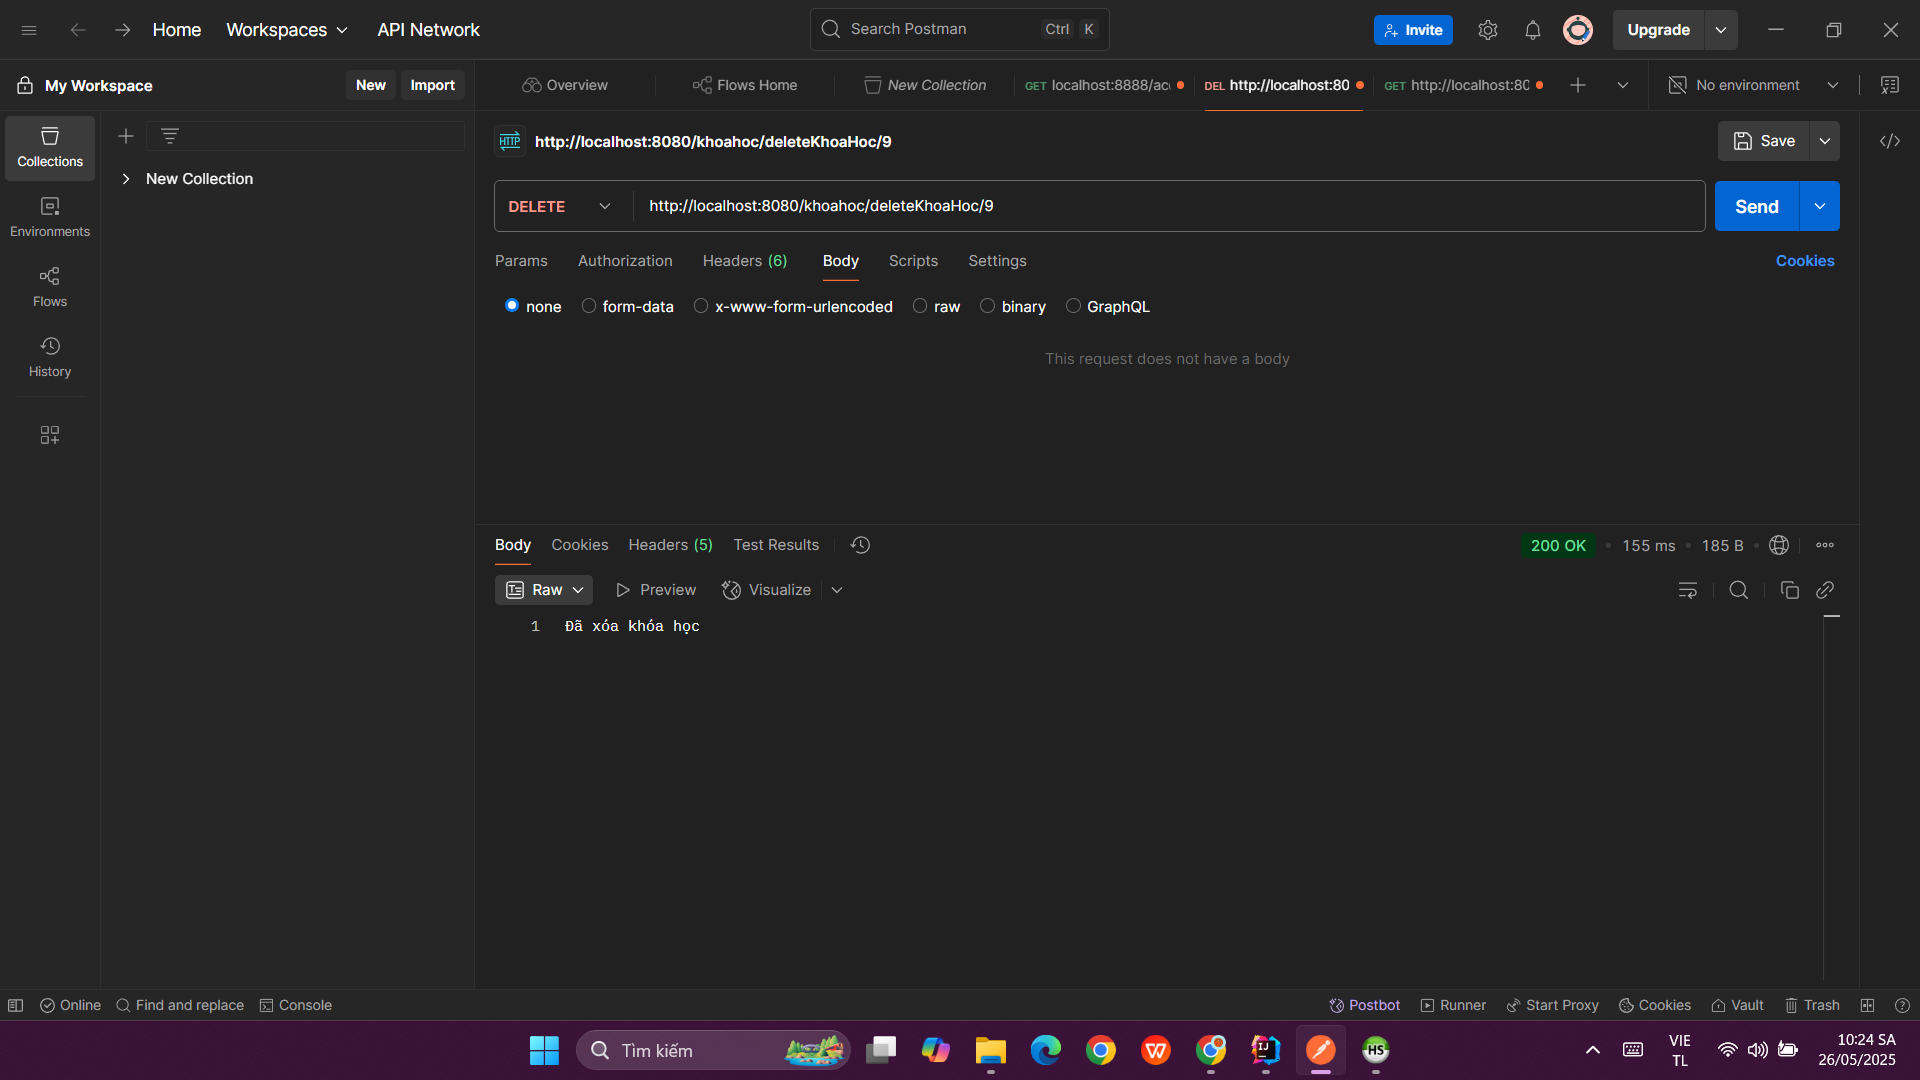 Home Workspaces API Network Search Postman Ctrl K Invite Upgrade
My Workspace New Import Overview Flows Home New Collection GET localhost:8888/acc DEL http://localhost:80 GET http://localhost:80 No environment
Collections
Environments
Flows
History
New Collection
HTTP http://localhost:8080/khoahoc/deleteKhoaHoc/9 Save
DELETE http://localhost:8080/khoahoc/deleteKhoaHoc/9 Send
Params Authorization Headers (6) Body Scripts Settings Cookies
none form-data x-www-form-urlencoded raw binary GraphQL
This request does not have a body
Body Cookies Headers (5) Test Results 200 OK 155 ms 185 B
Raw Preview Visualize
1 Đã xóa khóa học
Online Find and replace Console Postbot Runner Start Proxy Cookies Vault Trash
Tìm kiếm VIE 10:24 SA
TL 26/05/2025